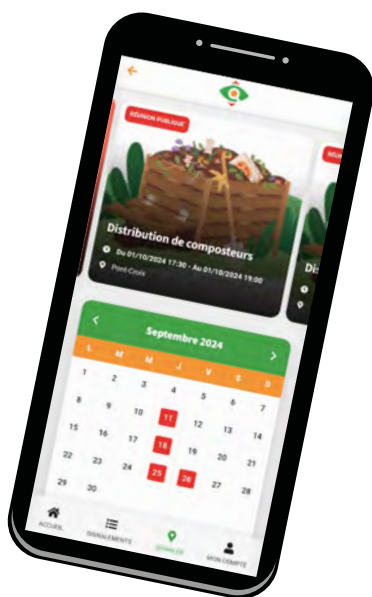 RÉUNION PUBLIQUE
RÉU
Distribution de composteurs
Du 01/10/2024 17:30 - Au 01/10/2024 19:00
Pont-Croix
Di
Septembre 2024
L M M J V S D
1 2 3 4 5 6 7
8 9 10 11 12 13 14
15 16 17 18 19 20 21
22 23 24 25 26 27 28
29 30
ACCUEIL SIGNALEMENTS MON COMPTE